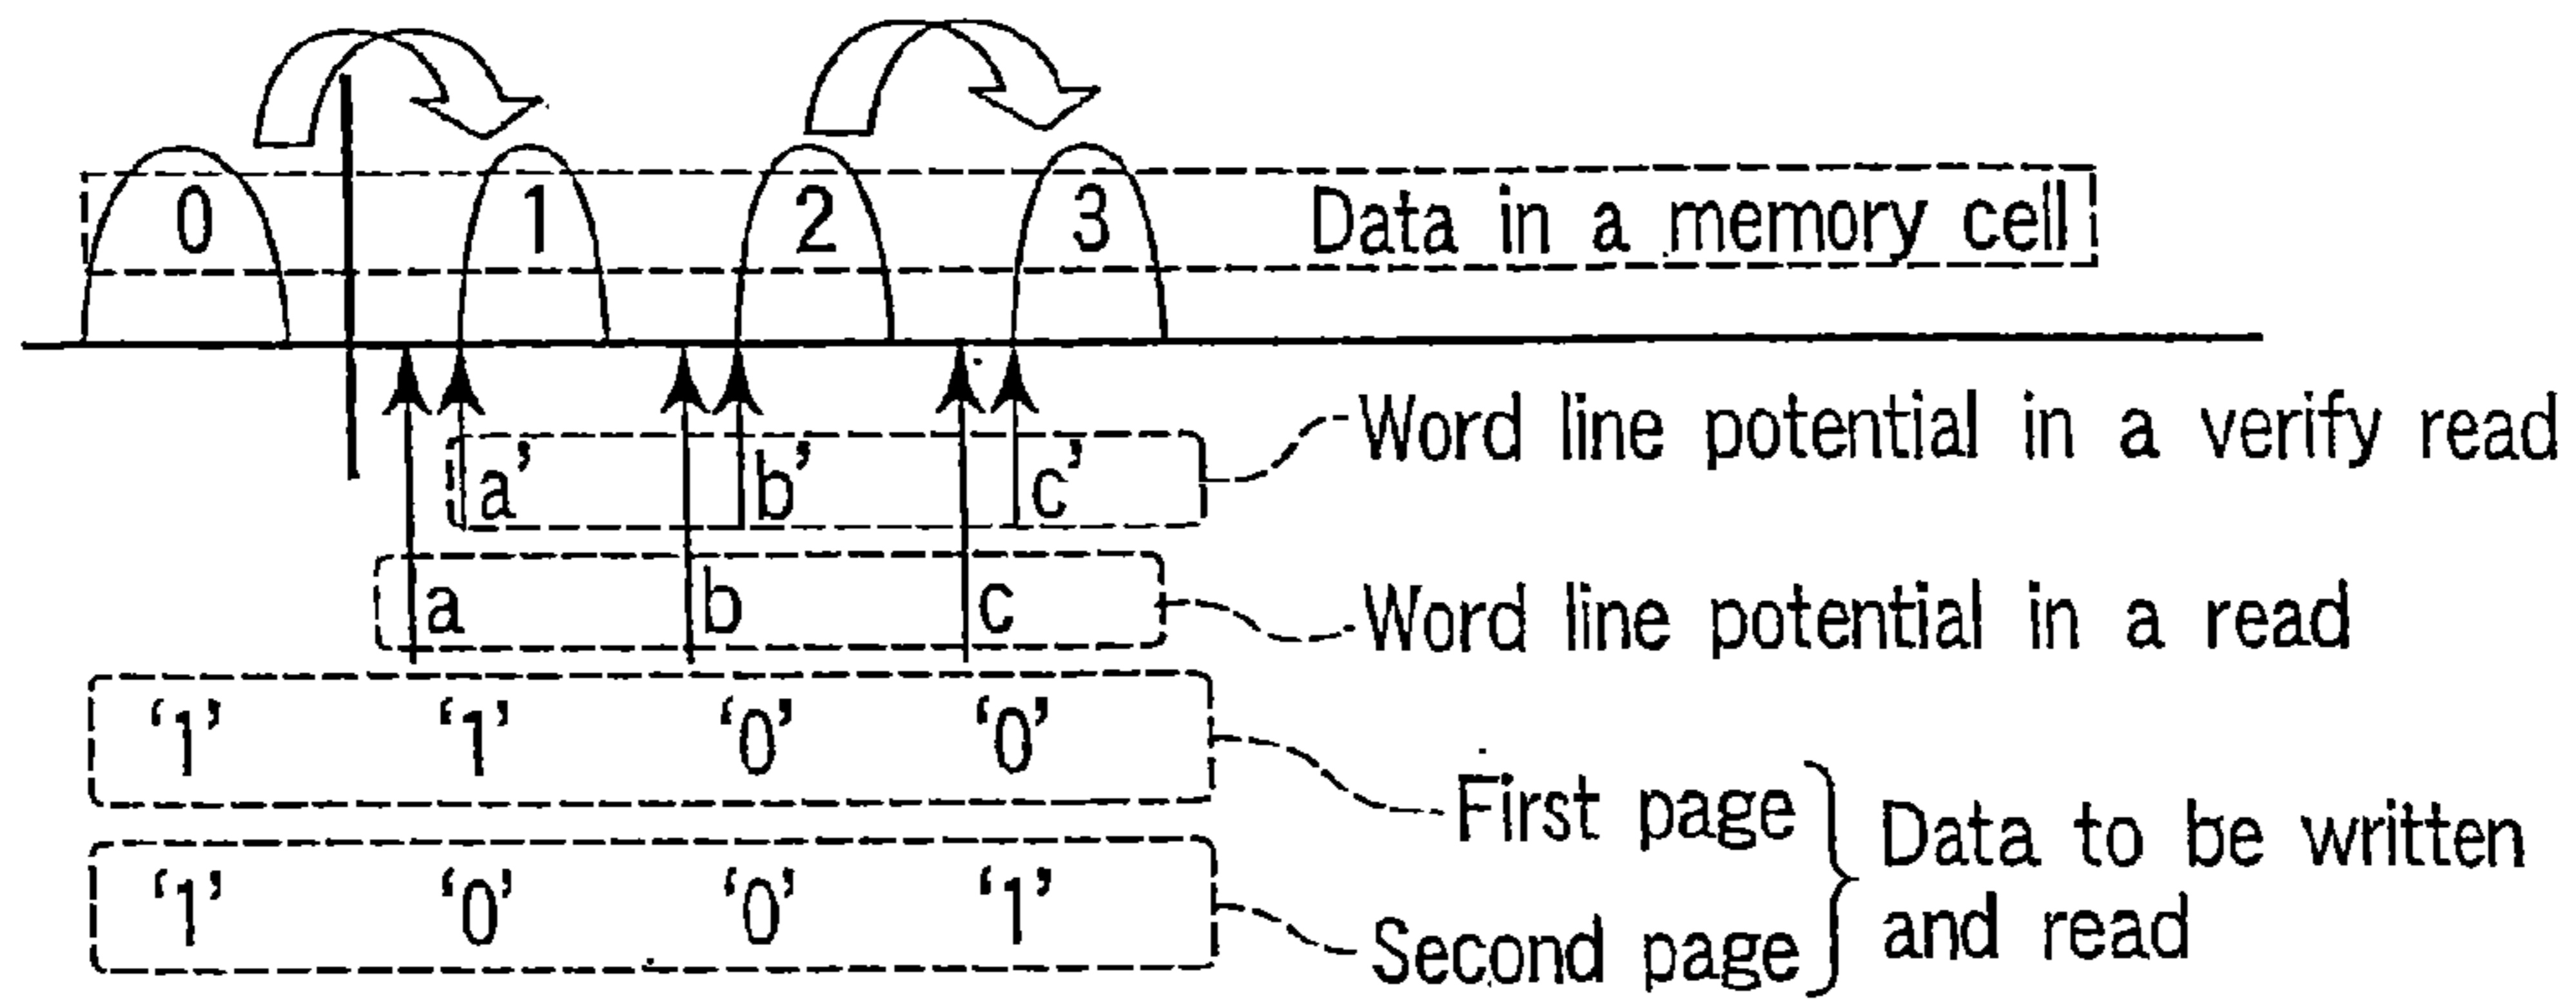 0 1 2 3 Data in a memory cell
a' b' c' Word line potential in a verify read
a b c Word line potential in a read
‘1’ ‘1’ ‘0’ ‘0’
First page
‘1’ ‘0’ ‘0’ ‘1’
Second page
Data to be written
and read